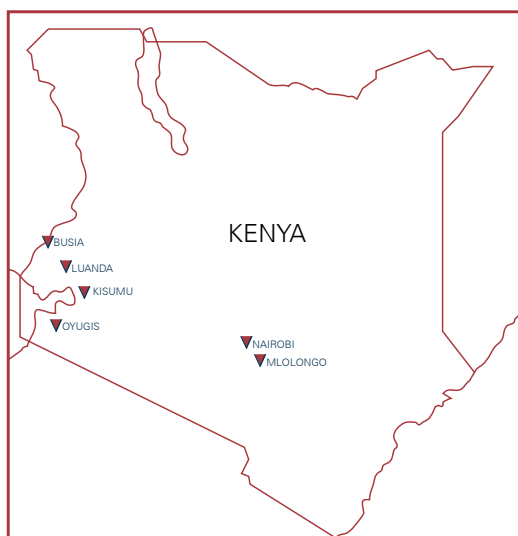 KENYA
BUSIA
LUANDA
KISUMU
OYUGIS
NAIROBI
MLOLONGO